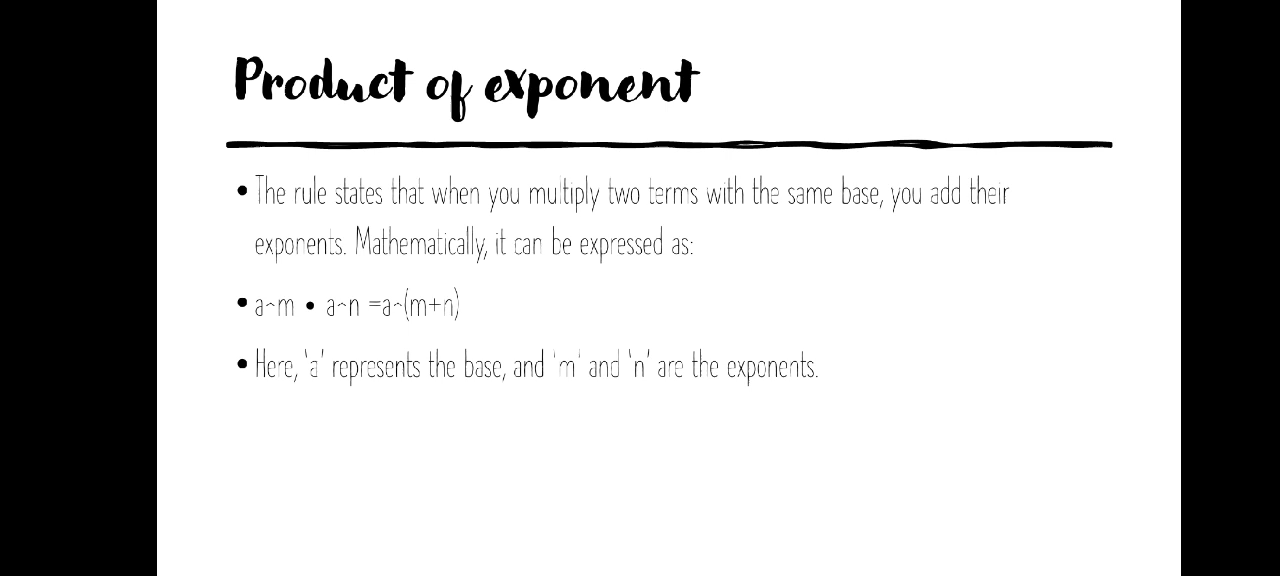 Product of exponent
• The rule states that when you multiply two terms with the same base, you add their
exponents. Mathematically, it can be expressed as:
• a^m • a^n =a^(m+n)
• Here, 'a' represents the base, and 'm' and 'n' are the exponents.